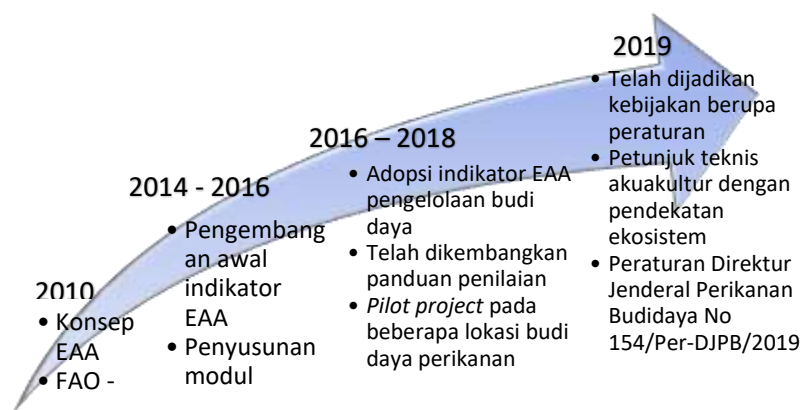 2010
• Konsep
EAA
• FAO -
2014 - 2016
• Pengembang
an awal
indikator
EAA
• Penyusunan
modul
2016 – 2018
• Adopsi indikator EAA
pengelolaan budi
daya
• Telah dikembangkan
panduan penilaian
• Pilot project pada
beberapa lokasi budi
daya perikanan
2019
• Telah dijadikan
kebijakan berupa
peraturan
• Petunjuk teknis
akuakultur dengan
pendekatan
ekosistem
• Peraturan Direktur
Jenderal Perikanan
Budidaya No
154/Per-DJPB/2019